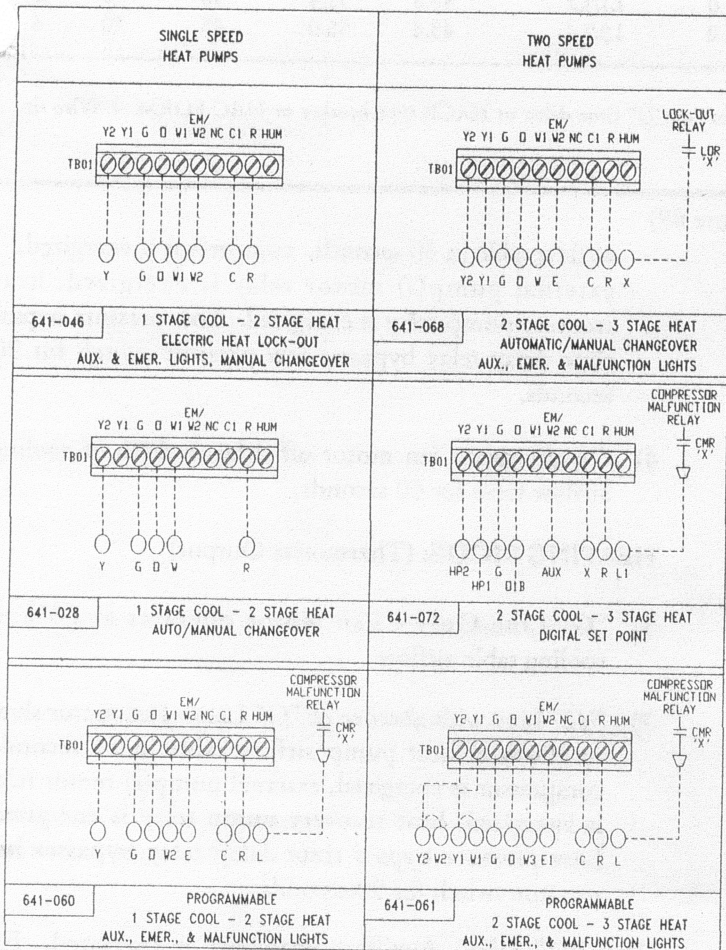 SINGLE SPEED
HEAT PUMPS
TWO SPEED
HEAT PUMPS
EM/
Y2 Y1 G O W1 W2 NC C1 R HUM
TB01
Y G O W1 W2 C R
641-046
1 STAGE COOL - 2 STAGE HEAT
ELECTRIC HEAT LOCK-OUT
AUX. & EMER. LIGHTS, MANUAL CHANGEOVER
LOCK-OUT
RELAY
EM/
Y2 Y1 G O W1 W2 NC C1 R HUM
LOR
'X'
TB01
Y2 Y1 G O W E C R X
641-068
2 STAGE COOL - 3 STAGE HEAT
AUTOMATIC/MANUAL CHANGEOVER
AUX., EMER. & MALFUNCTION LIGHTS
EM/
Y2 Y1 G O W1 W2 NC C1 R HUM
TB01
Y G O W R
641-028
1 STAGE COOL - 2 STAGE HEAT
AUTO/MANUAL CHANGEOVER
COMPRESSOR
MALFUNCTION
RELAY
EM/
Y2 Y1 G O W1 W2 NC C1 R HUM
CMR
'X'
TB01
HP2 G AUX X R L1
HP1 O1B
641-072
2 STAGE COOL - 3 STAGE HEAT
DIGITAL SET POINT
COMPRESSOR
MALFUNCTION
RELAY
EM/
Y2 Y1 G O W1 W2 NC C1 R HUM
CMR
'X'
TB01
Y G O W2 E C R L
641-060
PROGRAMMABLE
1 STAGE COOL - 2 STAGE HEAT
AUX., EMER., & MALFUNCTION LIGHTS
COMPRESSOR
MALFUNCTION
RELAY
EM/
Y2 Y1 G O W1 W2 NC C1 R HUM
CMR
'X'
TB01
Y2 W2 Y1 W1 G O W3 E1 C R L
641-061
PROGRAMMABLE
2 STAGE COOL - 3 STAGE HEAT
AUX., EMER., & MALFUNCTION LIGHTS